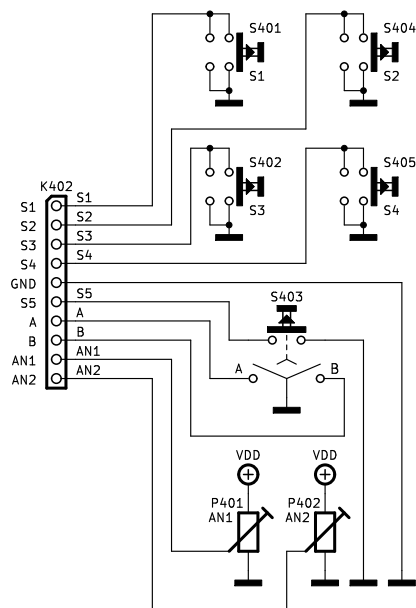 S401
S1
S404
S2
S402
S3
S405
S4
K402
S1 S1
S2 S2
S3 S3
S4 S4
GND
S5 S5
A A
B B
AN1 AN1
AN2 AN2
S403
A B
VDD VDD
P401
AN1
P402
AN2